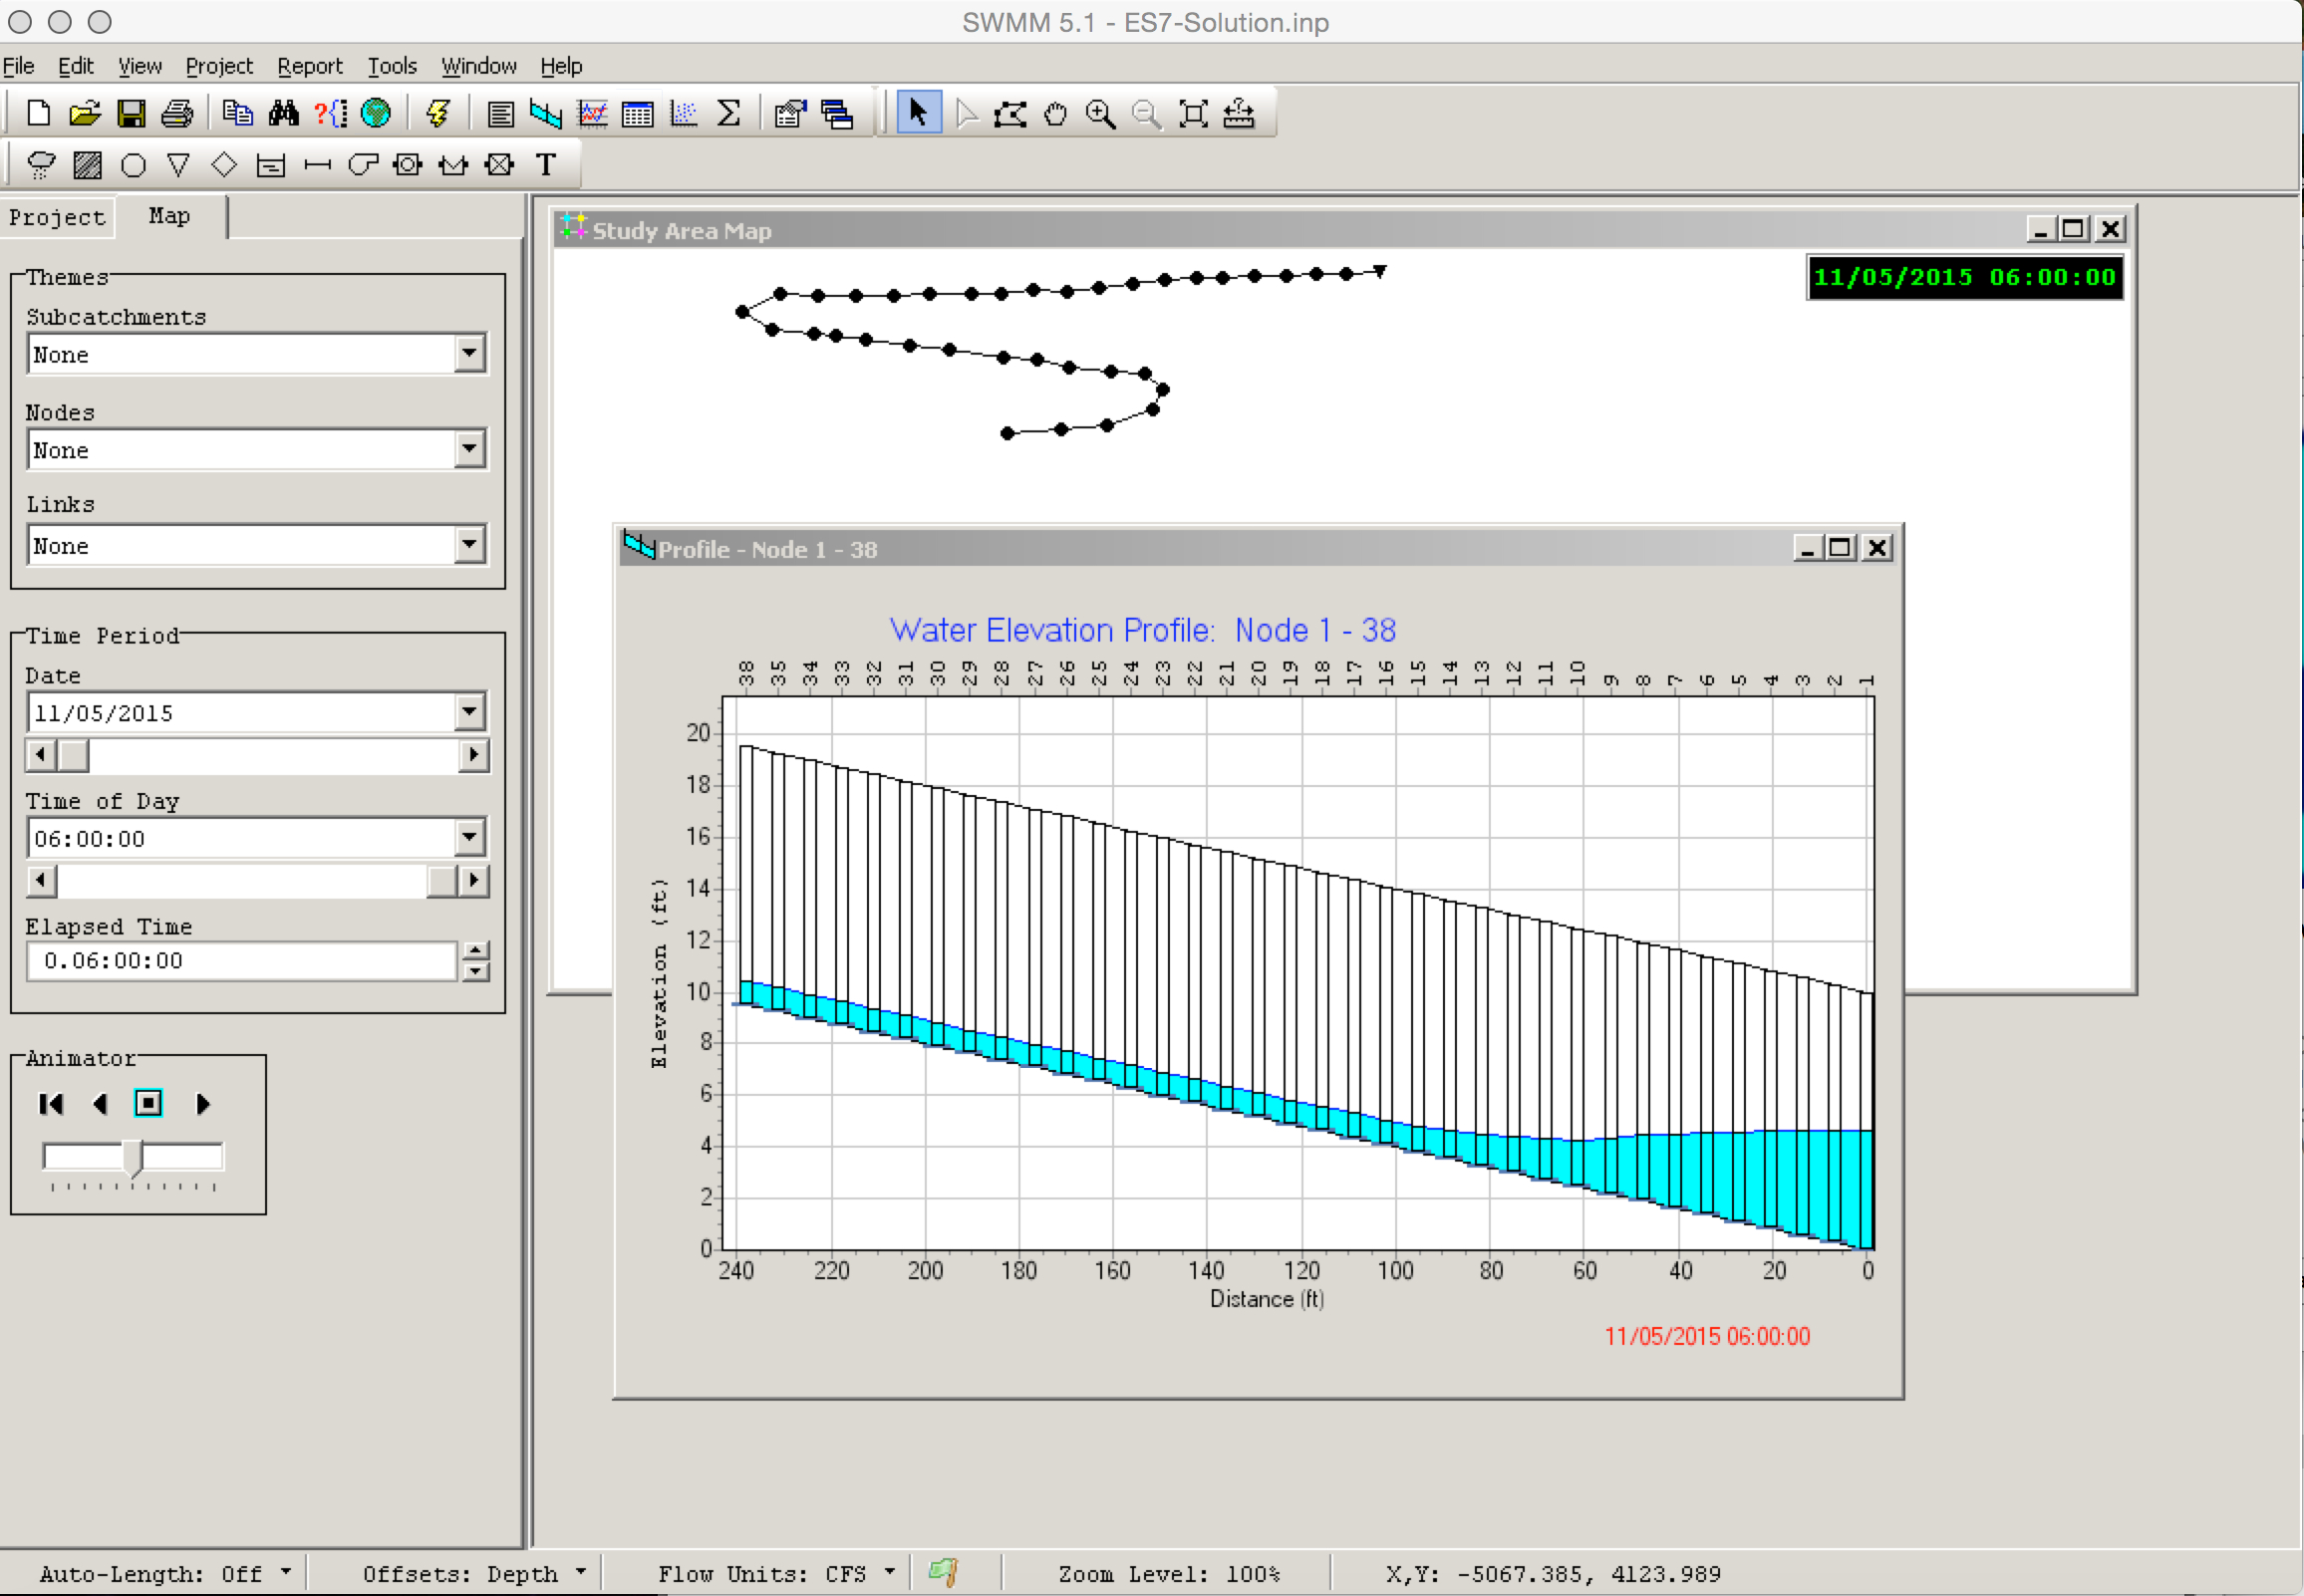 SWMM 5.1 - ES7-Solution.inp
File Edit View Project Report Tools Window Help
T
Project Map
Themes
Subcatchments
None
Nodes
None
Links
None
Time Period
Date
11/05/2015
Time of Day
06:00:00
Elapsed Time
0.06:00:00
Animator
Study Area Map
11/05/2015 06:00:00
Profile - Node 1 - 38
Water Elevation Profile: Node 1 - 38
38 35 34 33 32 31 30 29 28 27 26 25 24 23 22 21 20 19 18 17 16 15 14 13 12 11 10 9 8 7 6 5 4 3 2 1
Elevation (ft)
20
18
16
14
12
10
8
6
4
2
0
240 220 200 180 160 140 120 100 80 60 40 20 0
Distance (ft)
11/05/2015 06:00:00
Auto-Length: Off Offsets: Depth Flow Units: CFS Zoom Level: 100% X,Y: -5067.385, 4123.989